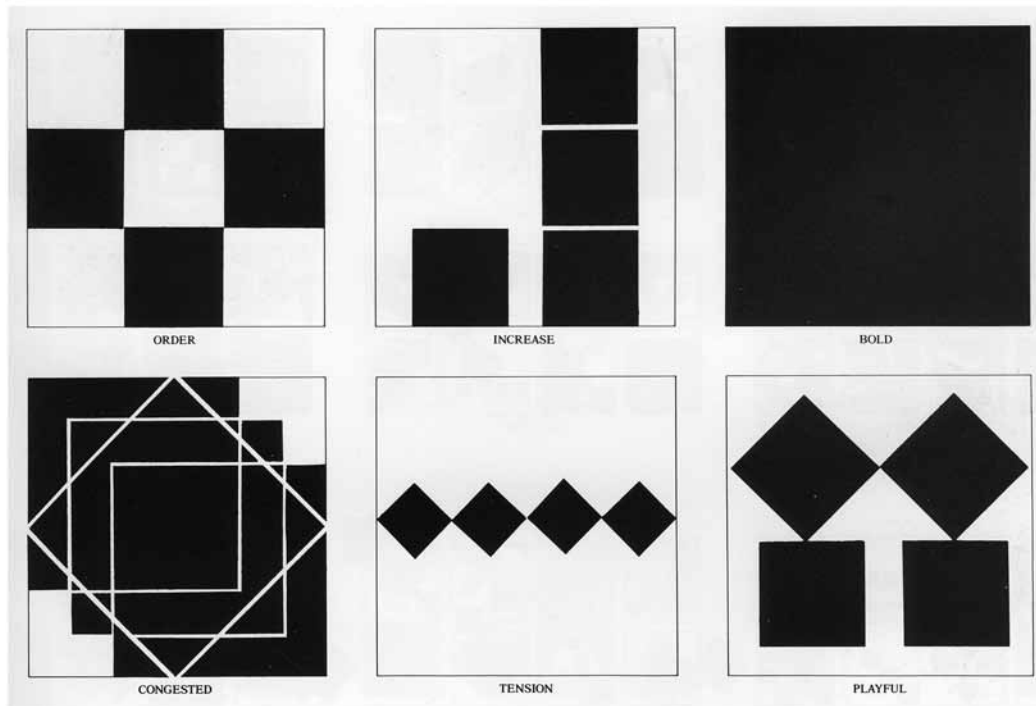 ORDER
INCREASE
BOLD
CONGESTED
TENSION
PLAYFUL